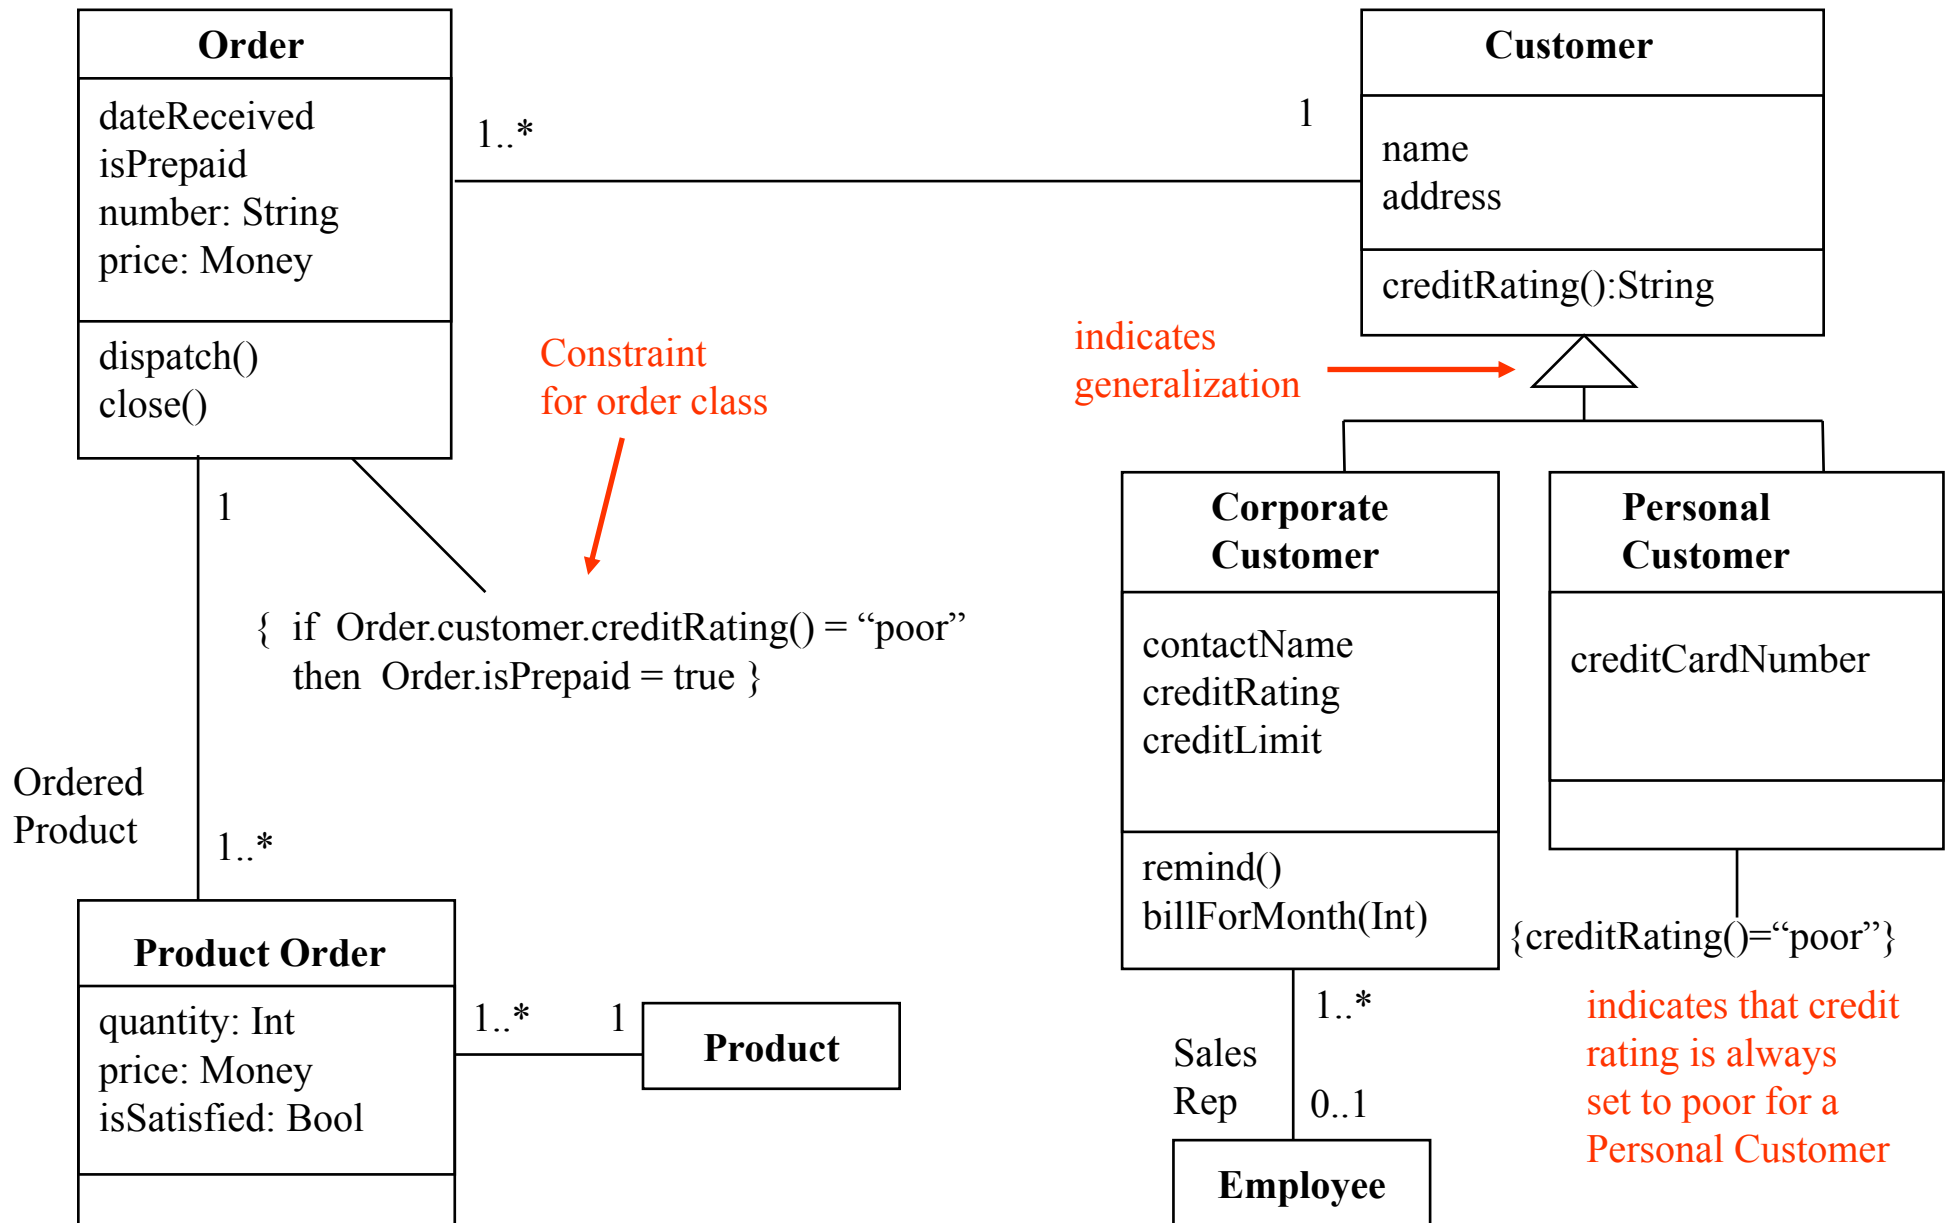 Order
dateReceived
isPrepaid
number: String
price: Money
dispatch()
close()
1..*
1
Customer
name
address
creditRating():String
Constraint
for order class
indicates
generalization
1
{ if Order.customer.creditRating() = “poor”
then Order.isPrepaid = true }
Corporate
Customer
contactName
creditRating
creditLimit
remind()
billForMonth(Int)
Personal
Customer
creditCardNumber
{creditRating()=“poor”}
indicates that credit
rating is always
set to poor for a
Personal Customer
Ordered
Product
1..*
Product Order
quantity: Int
price: Money
isSatisfied: Bool
1..*
1
Product
1..*
Sales
Rep
0..1
Employee